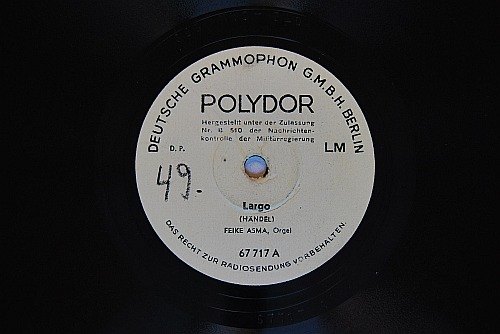 DEUTSCHE GRAMMOPHON G.M.B.H. BERLIN
POLYDOR
Hergestellt unter der Zulassung
Nr. B 510 der Nachrichten-
kontrolle der Militärregierung
D. P.
LM
49.
Largo
(HÄNDEL)
FEIKE ASMA, Orgel
67 717 A
DAS RECHT ZUR RADIOSENDUNG VORBEHALTEN.